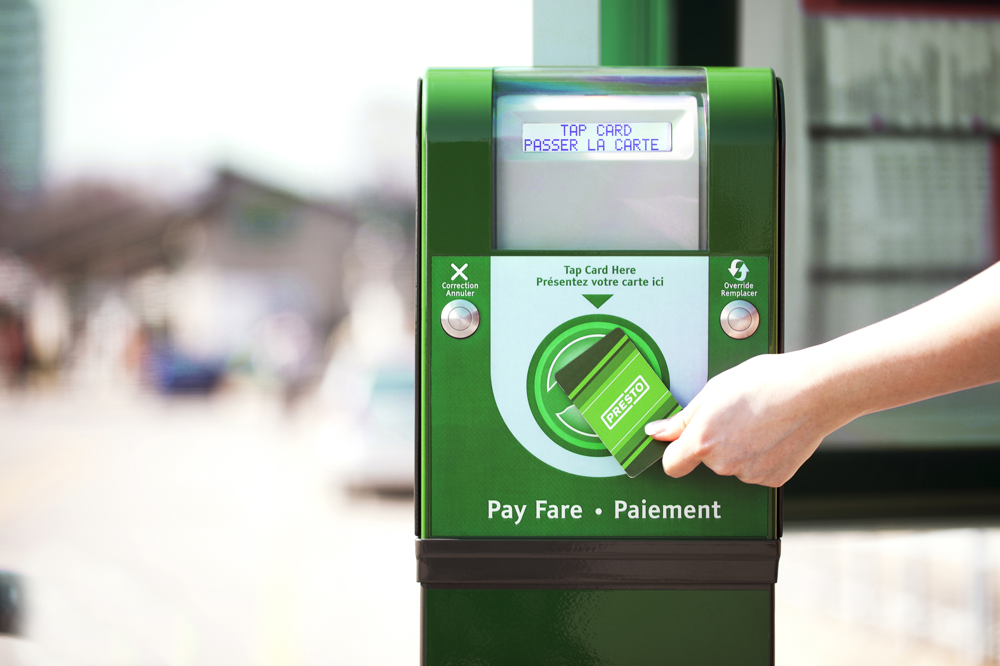 TAP CARD
PASSER LA CARTE
Tap Card Here
Présentez votre carte ici
Correction
Annuler
Override
Remplacer
PRESTO
Pay Fare • Paiement